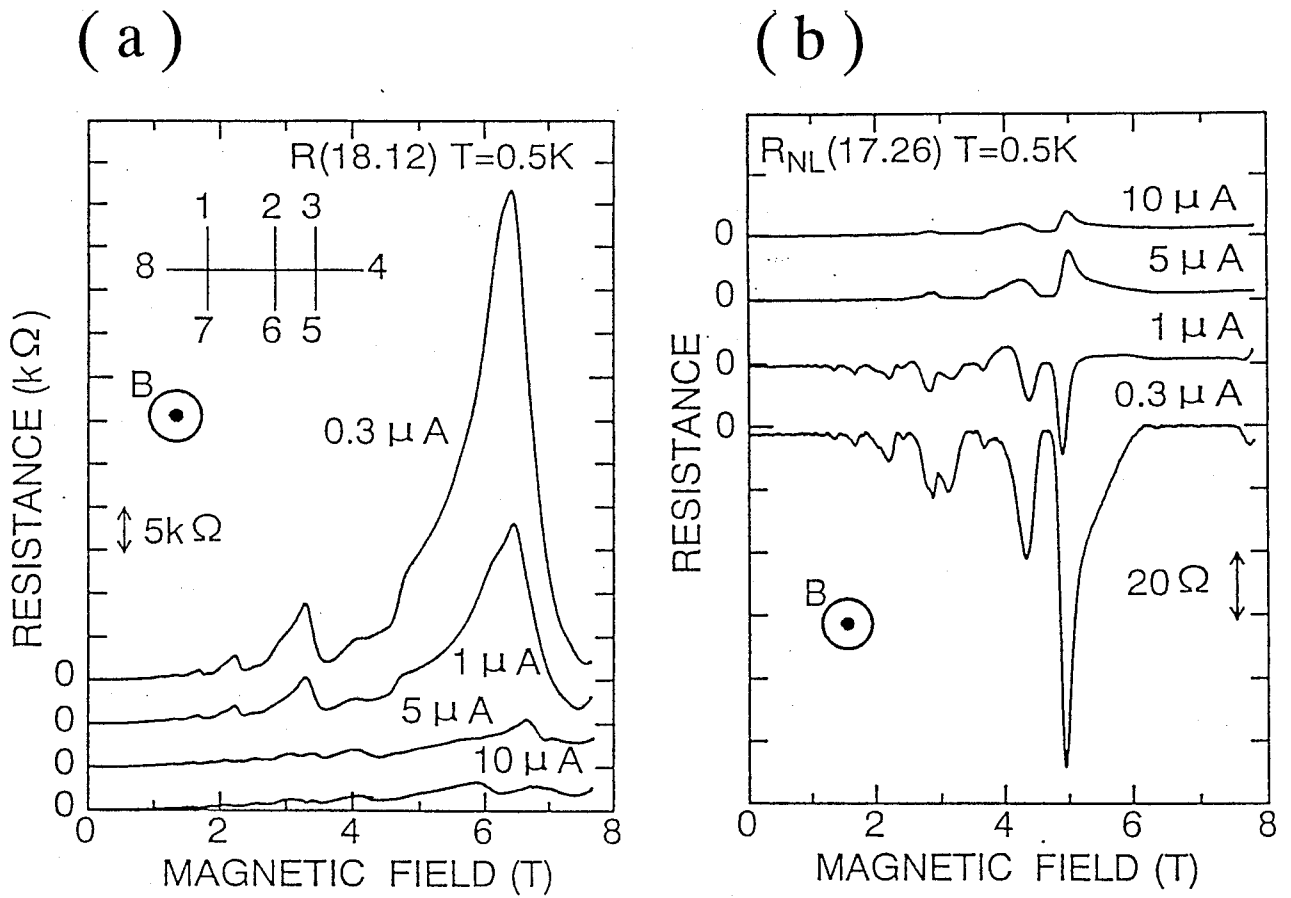 (a)
R(18.12) T=0.5K
1 2 3
8 4
7 6 5
B
0.3 μA
5kΩ
1 μA
5 μA
10 μA
0
0
0
0
0 2 4 6 8
RESISTANCE (kΩ)
MAGNETIC FIELD (T)
(b)
R_NL(17.26) T=0.5K
10 μA
0
5 μA
0
1 μA
0
0.3 μA
0
20 Ω
B
0 2 4 6 8
RESISTANCE
MAGNETIC FIELD (T)